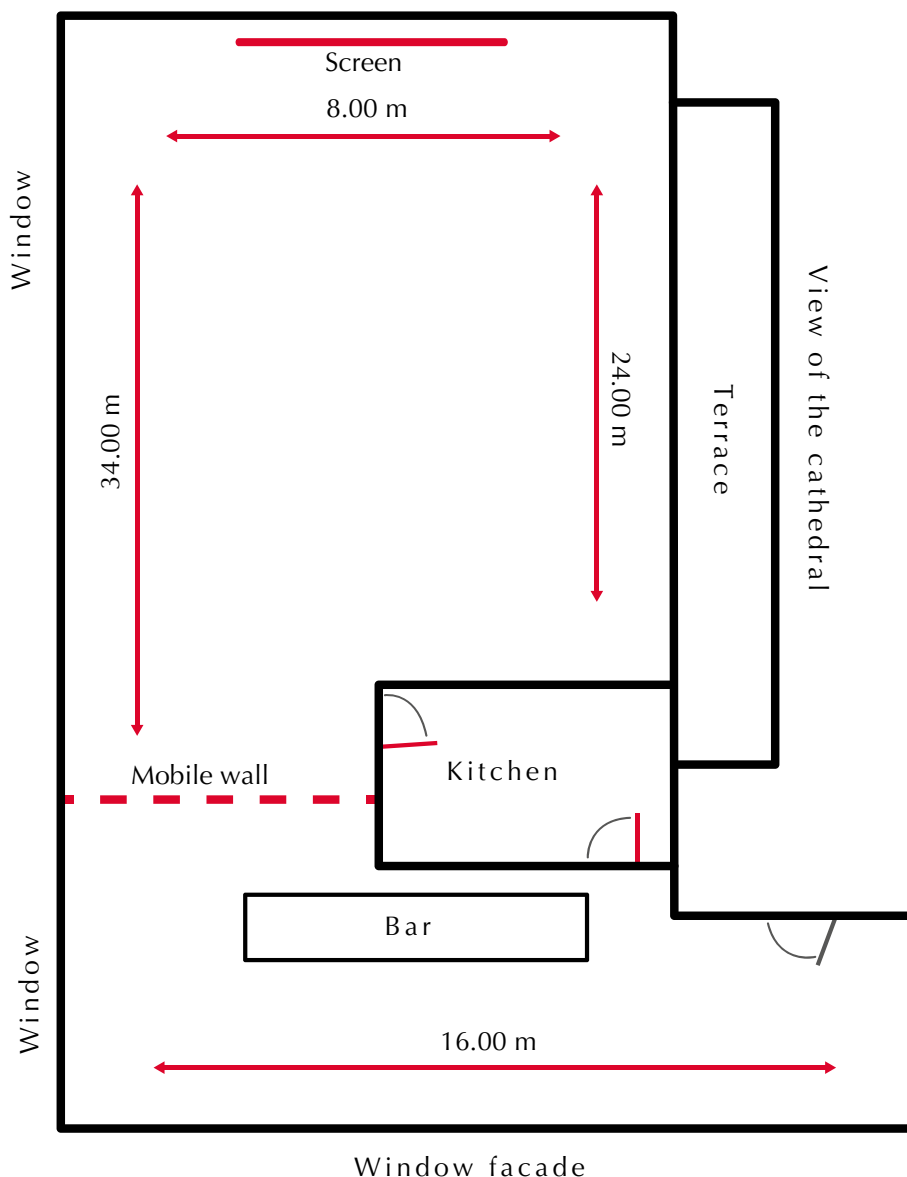 Screen
8.00 m
Window
34.00 m
24.00 m
Terrace
View of the cathedral
Mobile wall
Kitchen
Bar
Window
16.00 m
Window facade